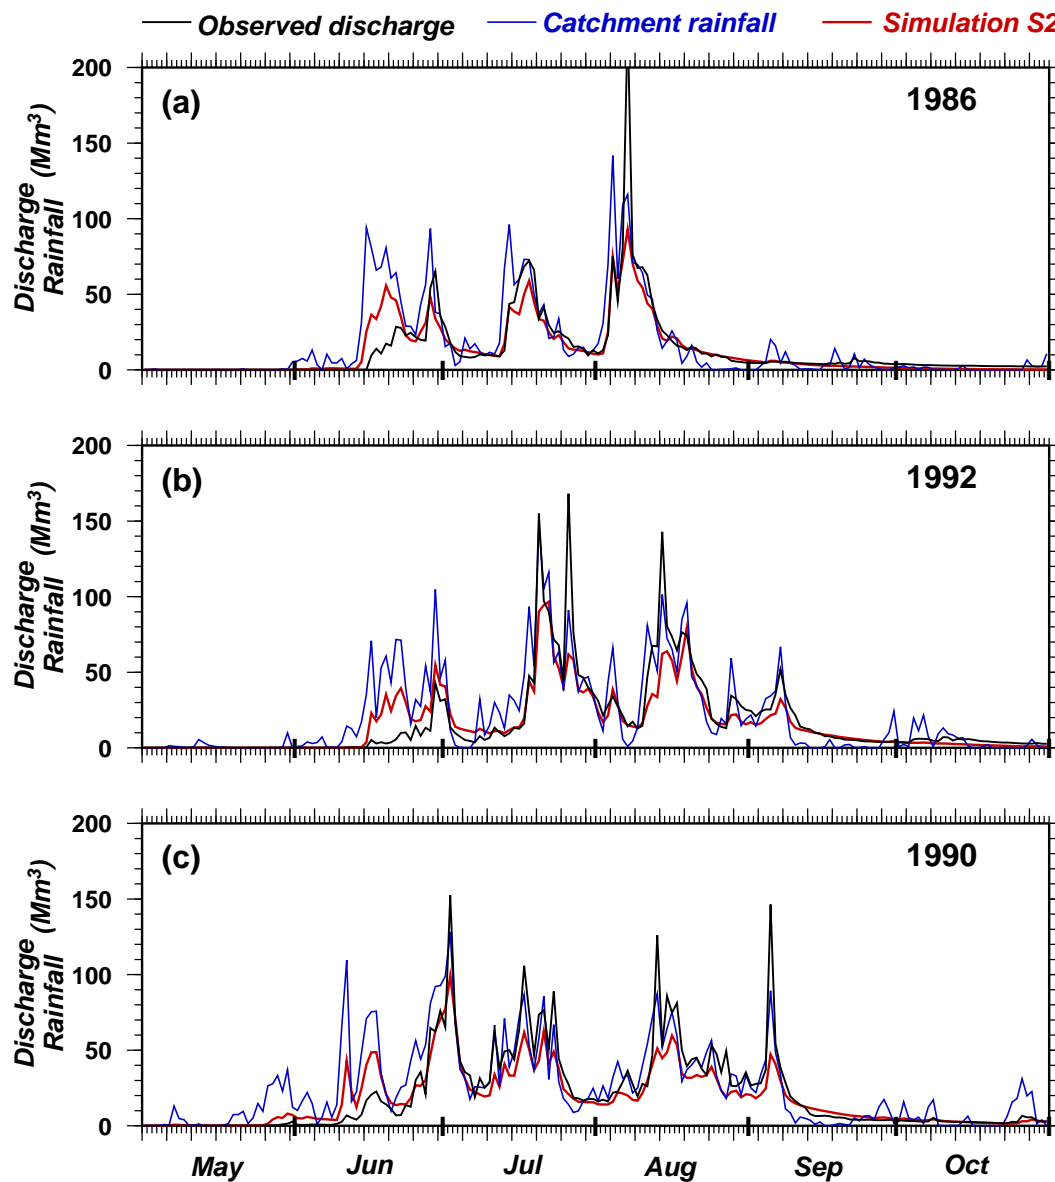 Observed discharge Catchment rainfall Simulation S2
(a) 1986
200
150
100
50
0
Discharge (Mm³)
Rainfall
(b) 1992
200
150
100
50
0
Discharge (Mm³)
Rainfall
(c) 1990
200
150
100
50
0
Discharge (Mm³)
Rainfall
May Jun Jul Aug Sep Oct